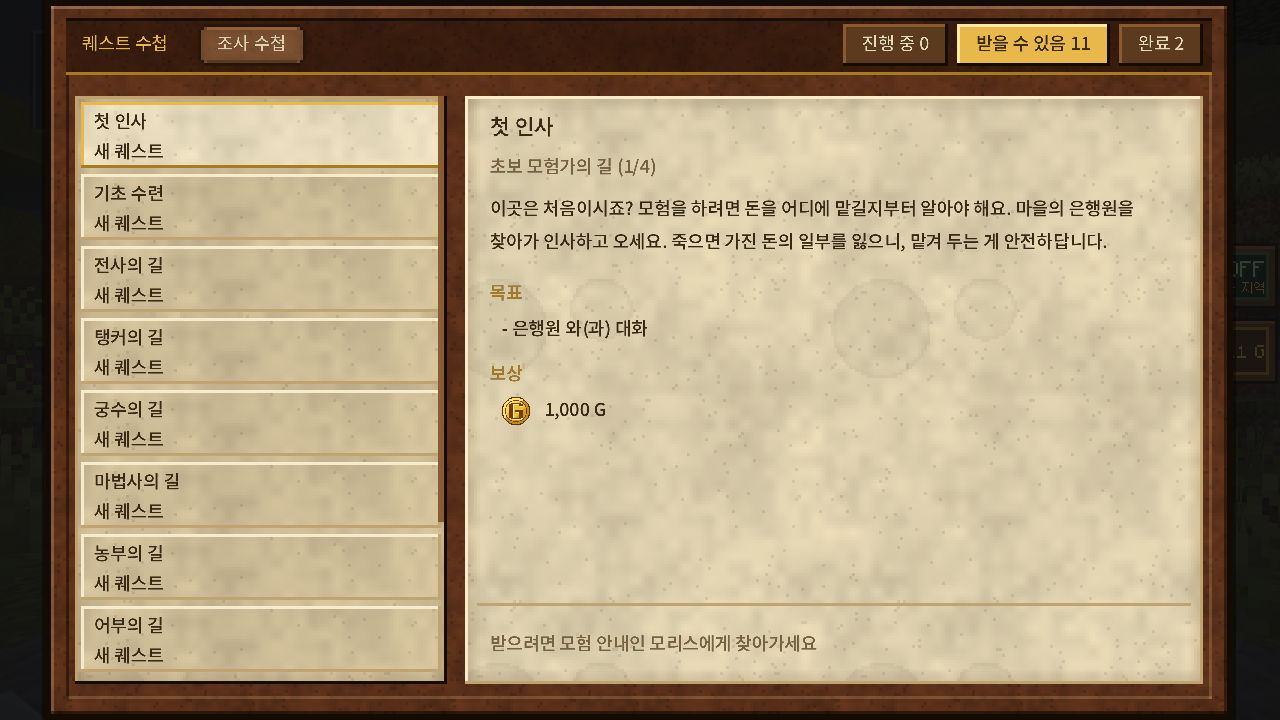 퀘스트 수첩
조사 수첩
진행 중 0
받을 수 있음 11
완료 2
첫 인사
새 퀘스트
기초 수련
새 퀘스트
전사의 길
새 퀘스트
탱커의 길
새 퀘스트
궁수의 길
새 퀘스트
마법사의 길
새 퀘스트
농부의 길
새 퀘스트
어부의 길
새 퀘스트
첫 인사
초보 모험가의 길 (1/4)
이곳은 처음이시죠? 모험을 하려면 돈을 어디에 맡길지부터 알아야 해요. 마을의 은행원을
찾아가 인사하고 오세요. 죽으면 가진 돈의 일부를 잃으니, 맡겨 두는 게 안전하답니다.
목표
- 은행원 와(과) 대화
보상
G
1,000 G
받으려면 모험 안내인 모리스에게 찾아가세요
지역
G